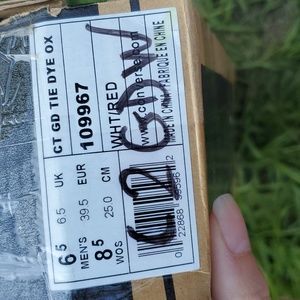 CT GD TIE DYE OX
109967
WHT/RED
www.converse.com
MADE IN CHINA/FABRIQUE EN CHINE
6.5 6.5 UK
MEN'S 39.5 EUR
8.5 25.0 CM
WOS
GDW